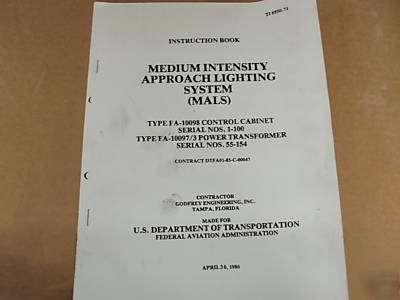 TI 6850.72
INSTRUCTION BOOK
MEDIUM INTENSITY
APPROACH LIGHTING
SYSTEM
(MALS)
TYPE FA-10098 CONTROL CABINET
SERIAL NOS. 1-100
TYPE FA-10097/3 POWER TRANSFORMER
SERIAL NOS. 55-154
CONTRACT DTFA01-85-C-00047
CONTRACTOR
GODFREY ENGINEERING, INC.
TAMPA, FLORIDA
MADE FOR
U.S. DEPARTMENT OF TRANSPORTATION
FEDERAL AVIATION ADMINISTRATION
APRIL 30, 1986